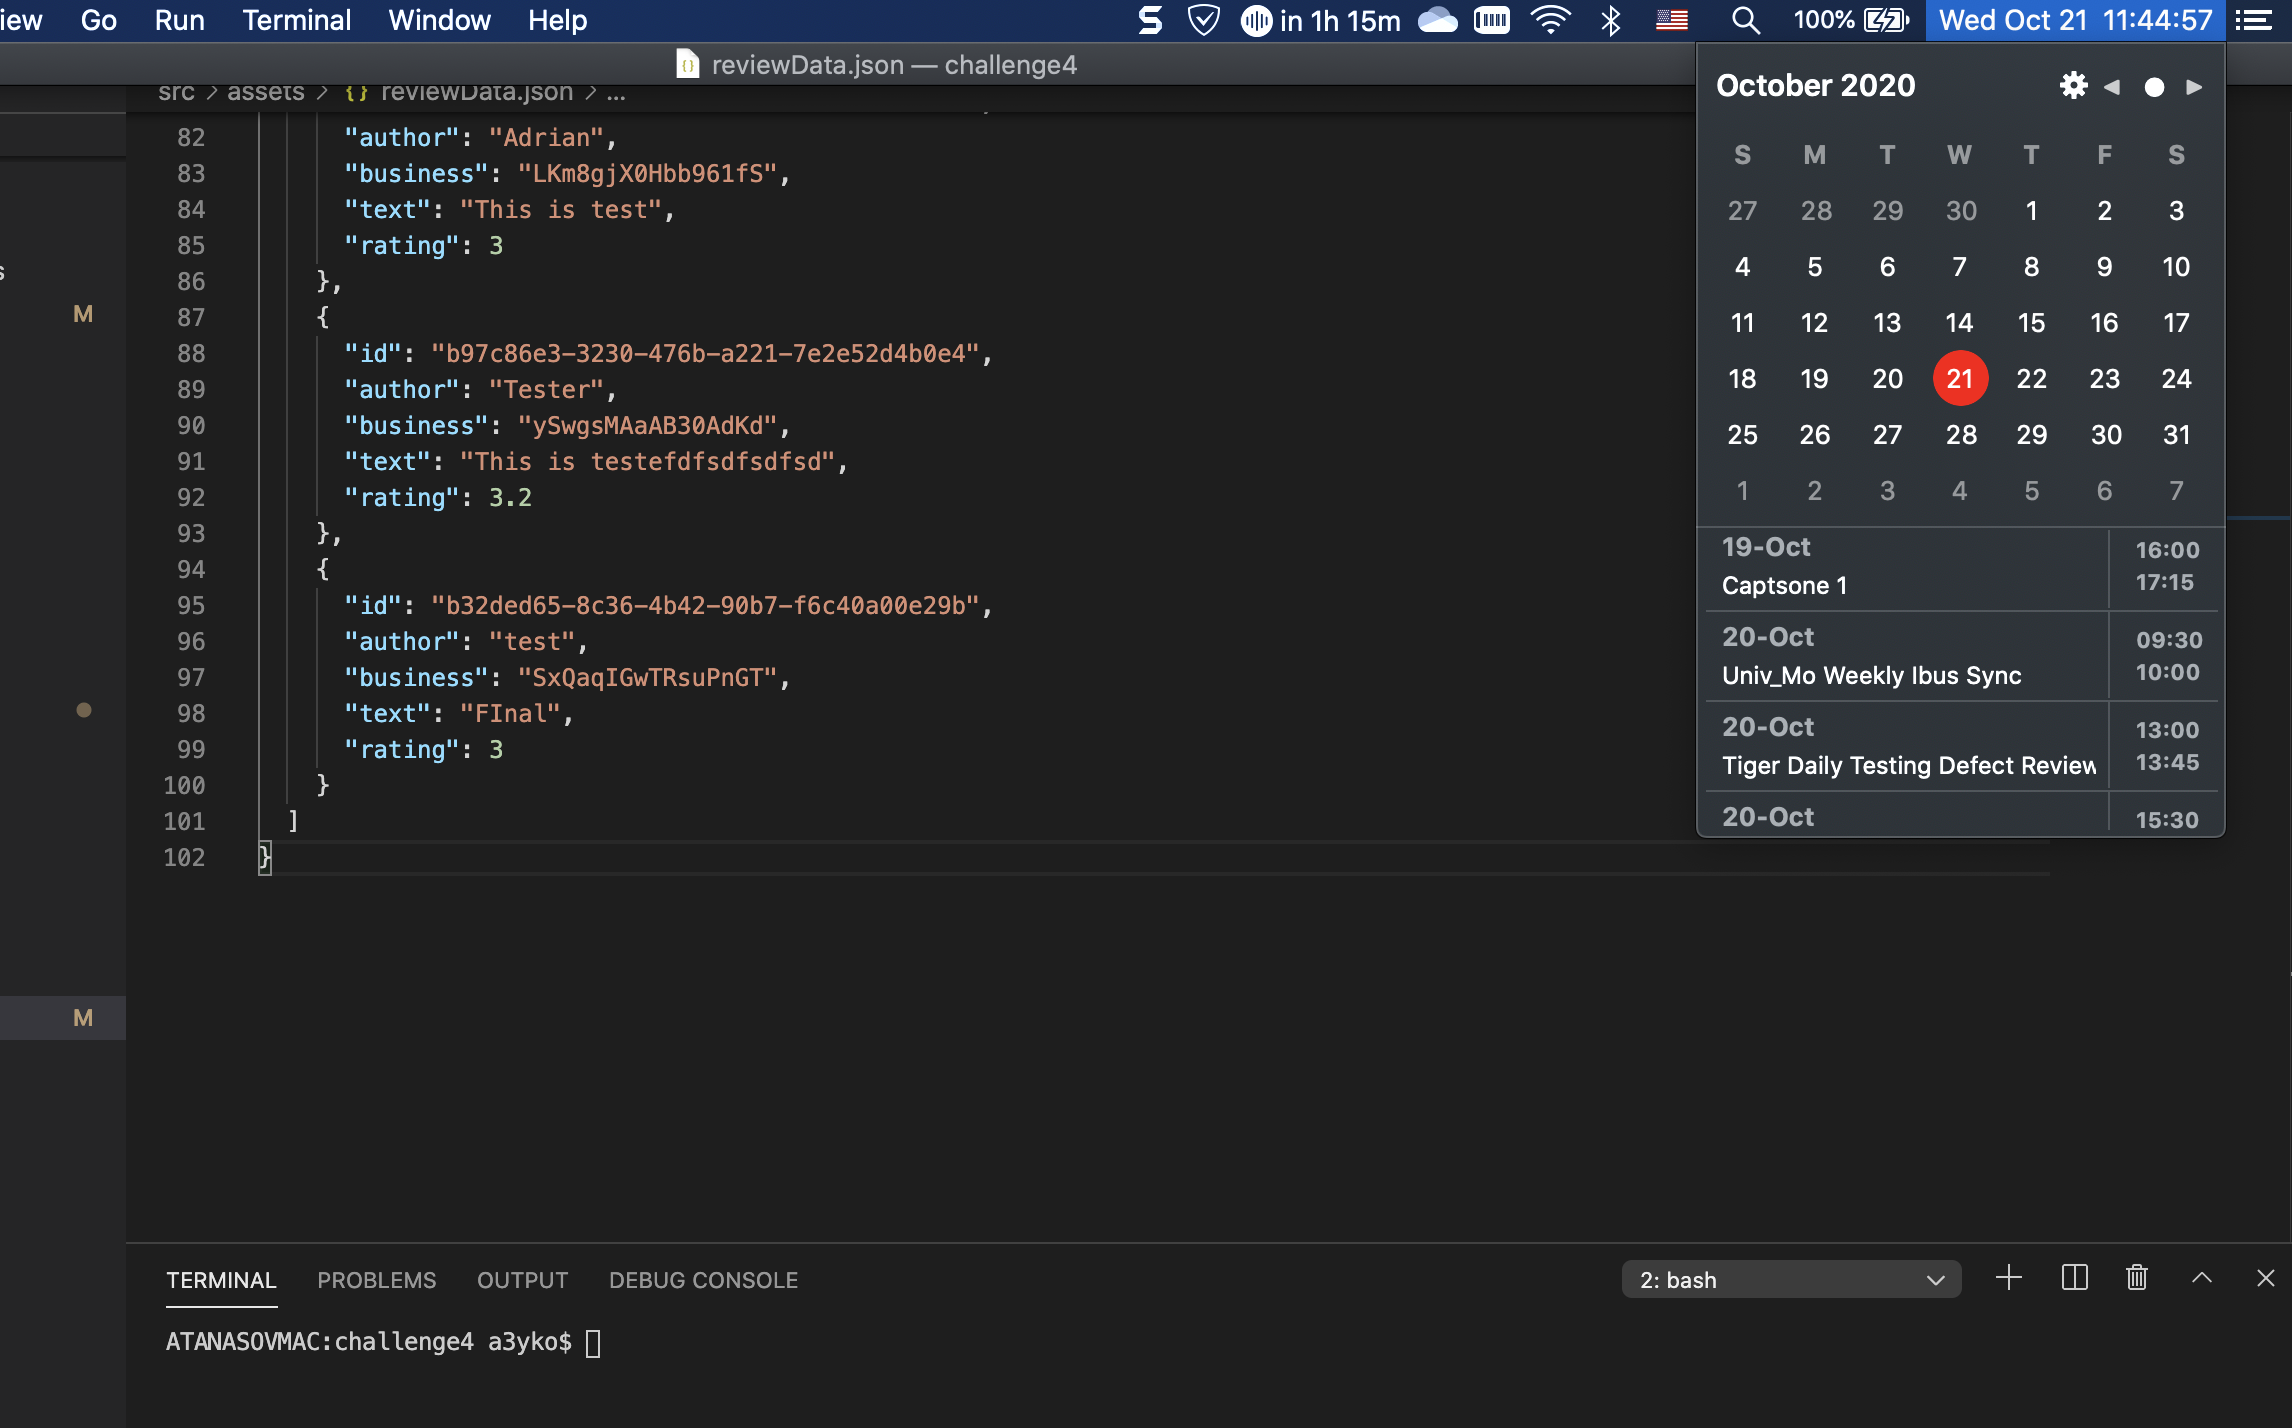 iew Go Run Terminal Window Help in 1h 15m 100% Wed Oct 21 11:44:57
reviewData.json — challenge4
src > assets > {} reviewData.json > ...
82 "author": "Adrian",
83 "business": "LKm8gjX0Hbb961fS",
84 "text": "This is test",
85 "rating": 3
86 },
87 {
88 "id": "b97c86e3-3230-476b-a221-7e2e52d4b0e4",
89 "author": "Tester",
90 "business": "ySwgsMAaAB30AdKd",
91 "text": "This is testefdfsdfsdfsd",
92 "rating": 3.2
93 },
94 {
95 "id": "b32ded65-8c36-4b42-90b7-f6c40a00e29b",
96 "author": "test",
97 "business": "SxQaqIGwTRsuPnGT",
98 "text": "FInal",
99 "rating": 3
100 }
101 ]
102 }
s
M
M
October 2020
S M T W T F S
27 28 29 30 1 2 3
4 5 6 7 8 9 10
11 12 13 14 15 16 17
18 19 20 21 22 23 24
25 26 27 28 29 30 31
1 2 3 4 5 6 7
19-Oct 16:00
Captsone 1 17:15
20-Oct 09:30
Univ_Mo Weekly Ibus Sync 10:00
20-Oct 13:00
Tiger Daily Testing Defect Review 13:45
20-Oct 15:30
TERMINAL PROBLEMS OUTPUT DEBUG CONSOLE 2: bash
ATANASOVMAC:challenge4 a3yko$